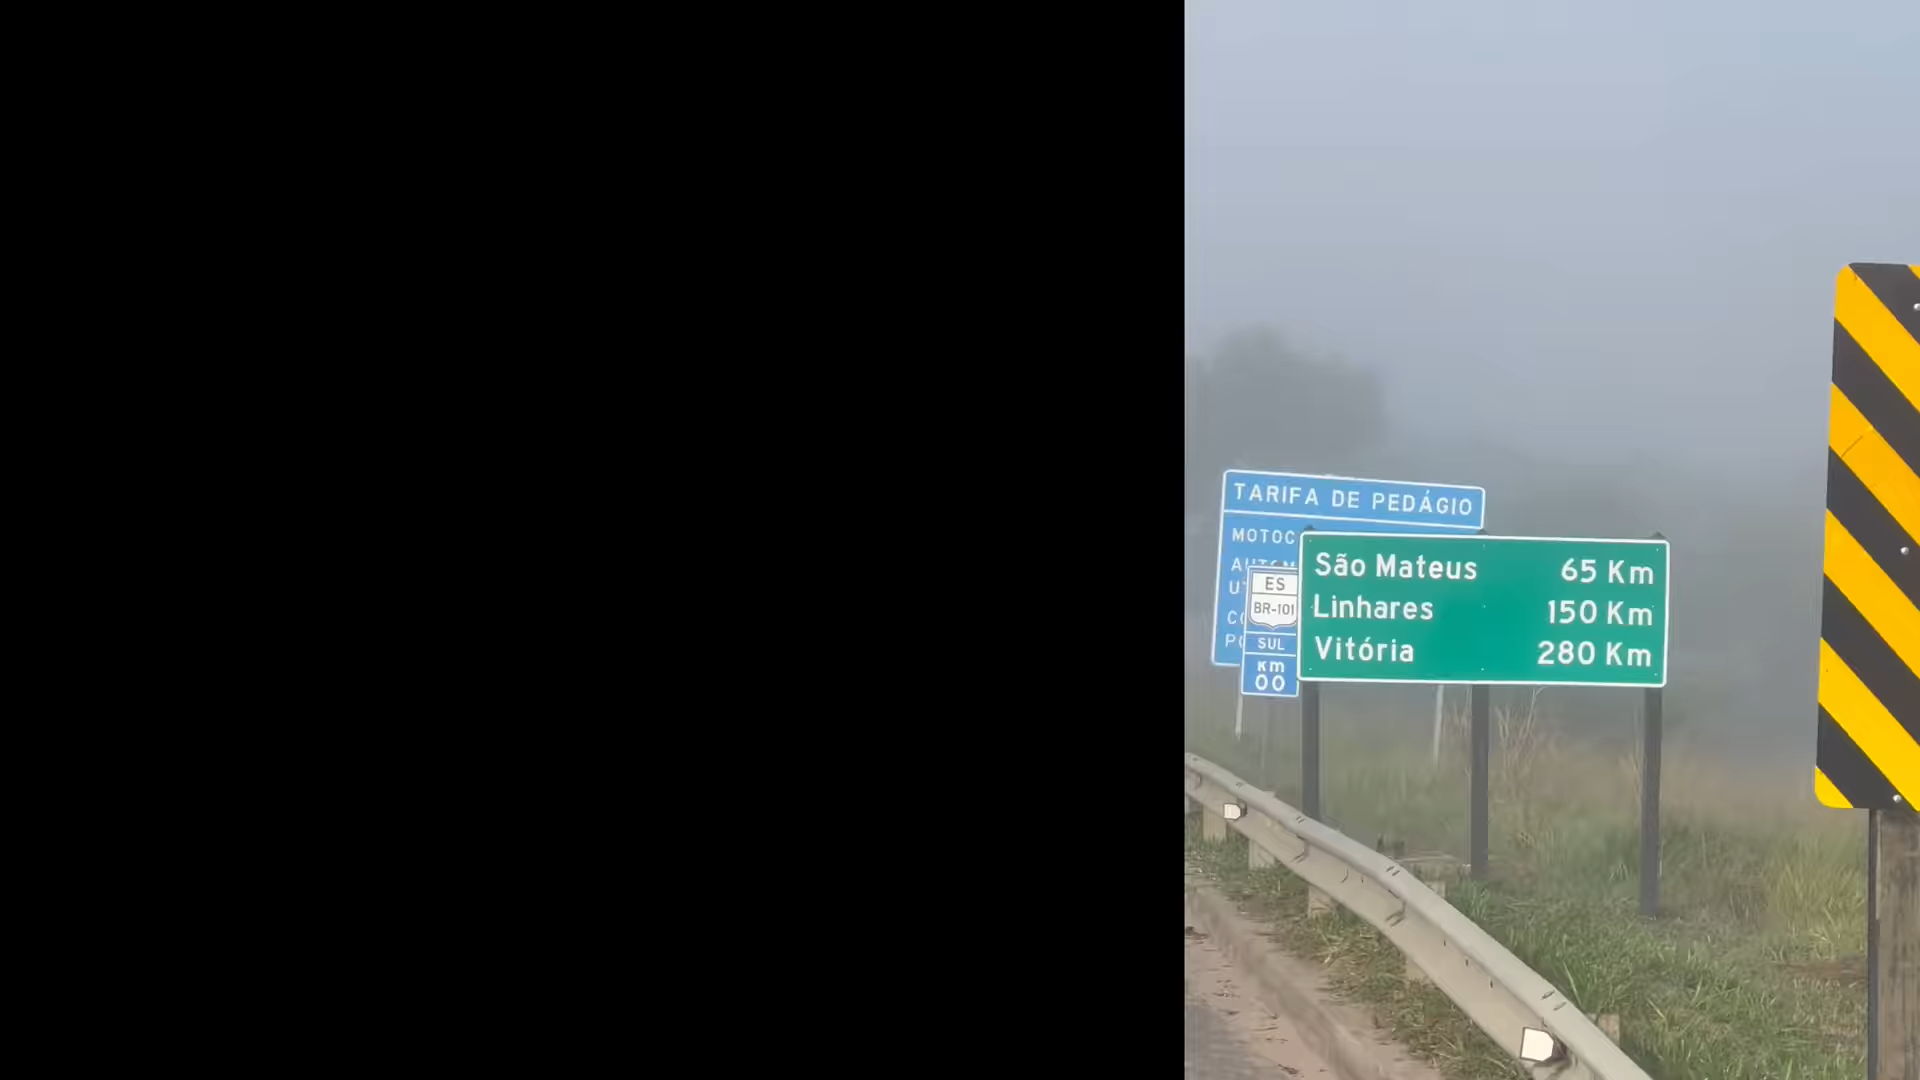 TARIFA DE PEDÁGIO
ES
BR-101
SUL
Km
00
São Mateus 65 Km
Linhares 150 Km
Vitória 280 Km